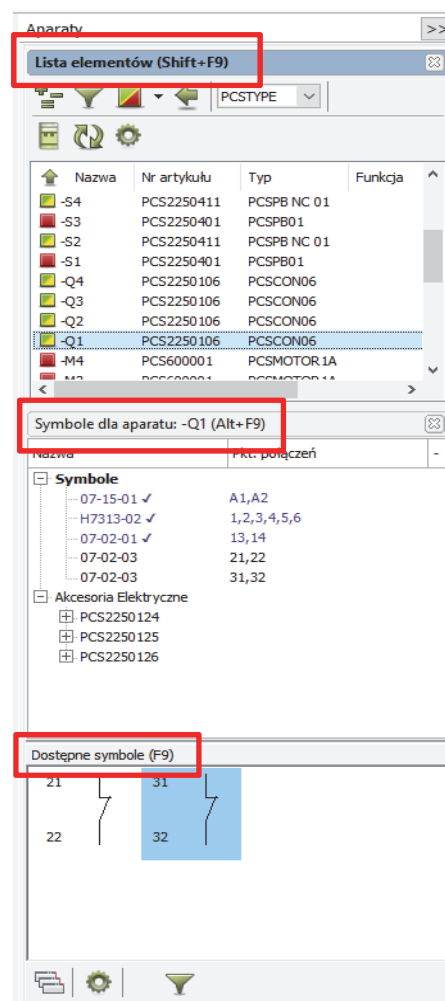 Aparaty >>
Lista elementów (Shift+F9)
PCSTYPE
Nazwa Nr artykułu Typ Funkcja
-S4 PCS2250411 PCSPB NC 01
-S3 PCS2250401 PCSPB01
-S2 PCS2250411 PCSPB NC 01
-S1 PCS2250401 PCSPB01
-Q4 PCS2250106 PCSCON06
-Q3 PCS2250106 PCSCON06
-Q2 PCS2250106 PCSCON06
-Q1 PCS2250106 PCSCON06
-M4 PCS600001 PCSMOTOR1A
Symbole dla aparatu: -Q1 (Alt+F9)
Nazwa Pkt. połączeń -
Symbole
07-15-01 ✓ A1,A2
H7313-02 ✓ 1,2,3,4,5,6
07-02-01 ✓ 13,14
07-02-03 21,22
07-02-03 31,32
Akcesoria Elektryczne
PCS2250124
PCS2250125
PCS2250126
Dostępne symbole (F9)
21 31
22 32